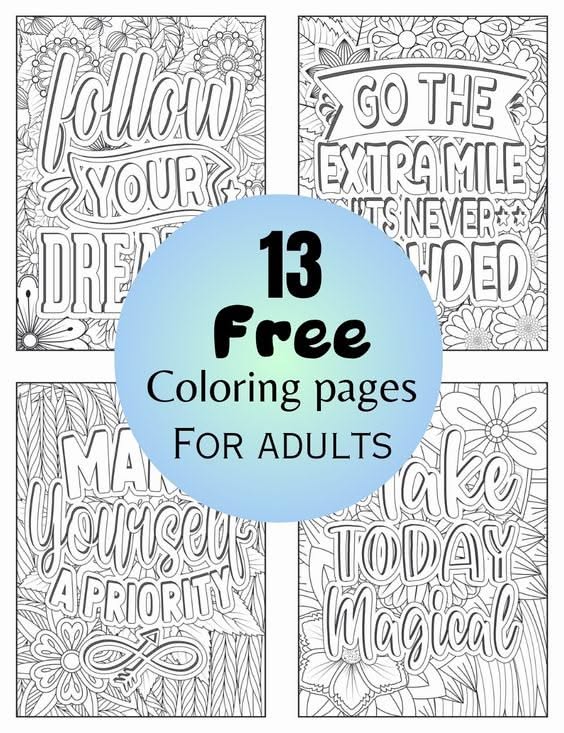 follow
YOUR
GO THE
EXTRA MILE
ITS NEVER
13
Free
Coloring pages
FOR ADULTS
YOURSELF
A PRIORITY
TODAY
Magical